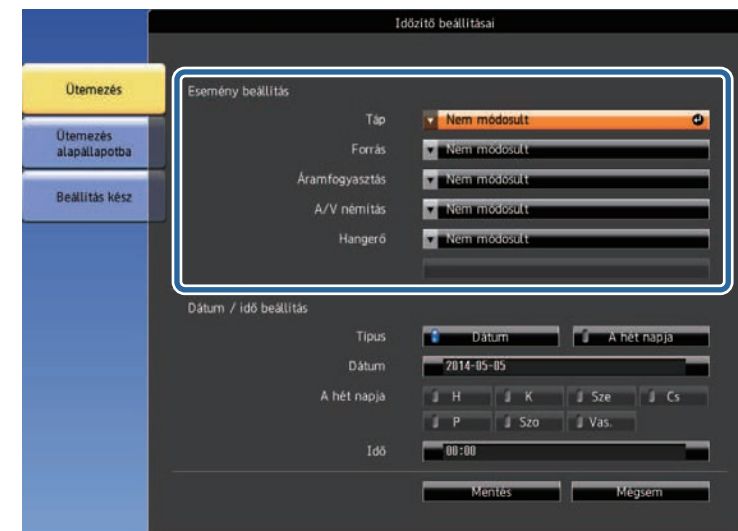 Időzítő beállításai
Ütemezés
Ütemezés
alapállapotba
Beállítás kész
Esemény beállítás
Táp Nem módosult
Forrás Nem módosult
Áramfogyasztás Nem módosult
A/V némítás Nem módosult
Hangerő Nem módosult
Dátum / idő beállítás
Típus Dátum A hét napja
Dátum 2014-05-05
A hét napja H K Sze Cs
P Szo Vas.
Idő 00:00
Mentés Mégsem